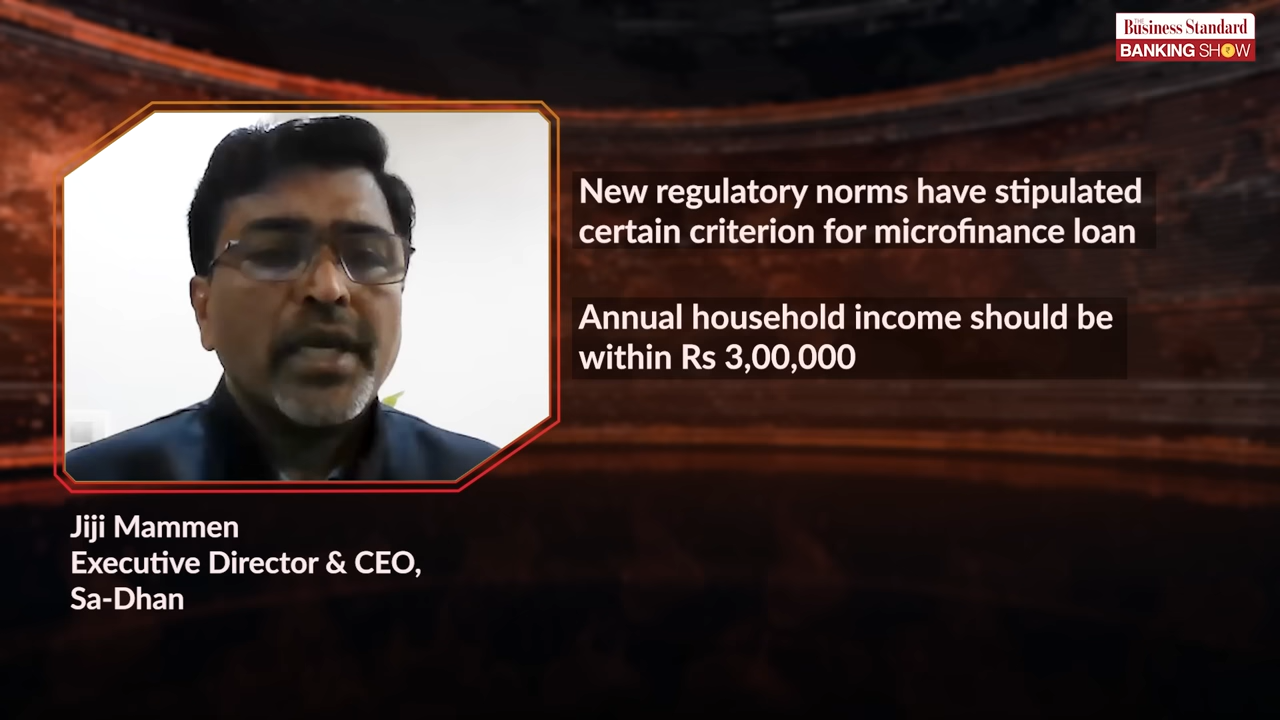 THE
Business Standard
BANKING SHOW
New regulatory norms have stipulated
certain criterion for microfinance loan
Annual household income should be
within Rs 3,00,000
Jiji Mammen
Executive Director & CEO,
Sa-Dhan